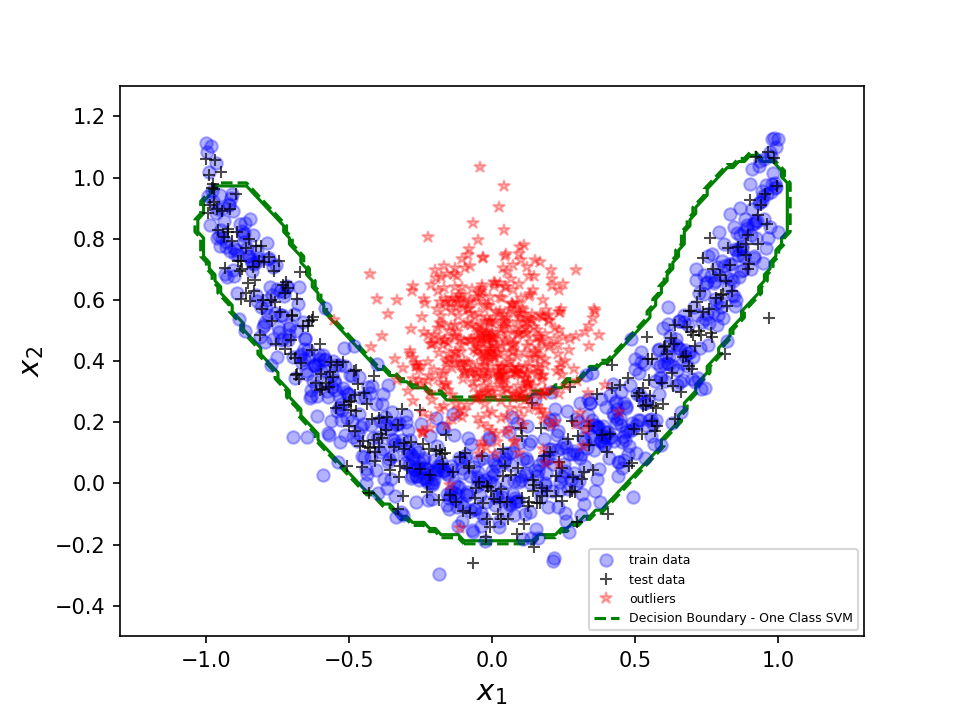 1.2
1.0
0.8
0.6
0.4
0.2
0.0
−0.2
−0.4
x₂
train data
test data
outliers
Decision Boundary - One Class SVM
−1.0 −0.5 0.0 0.5 1.0
x₁